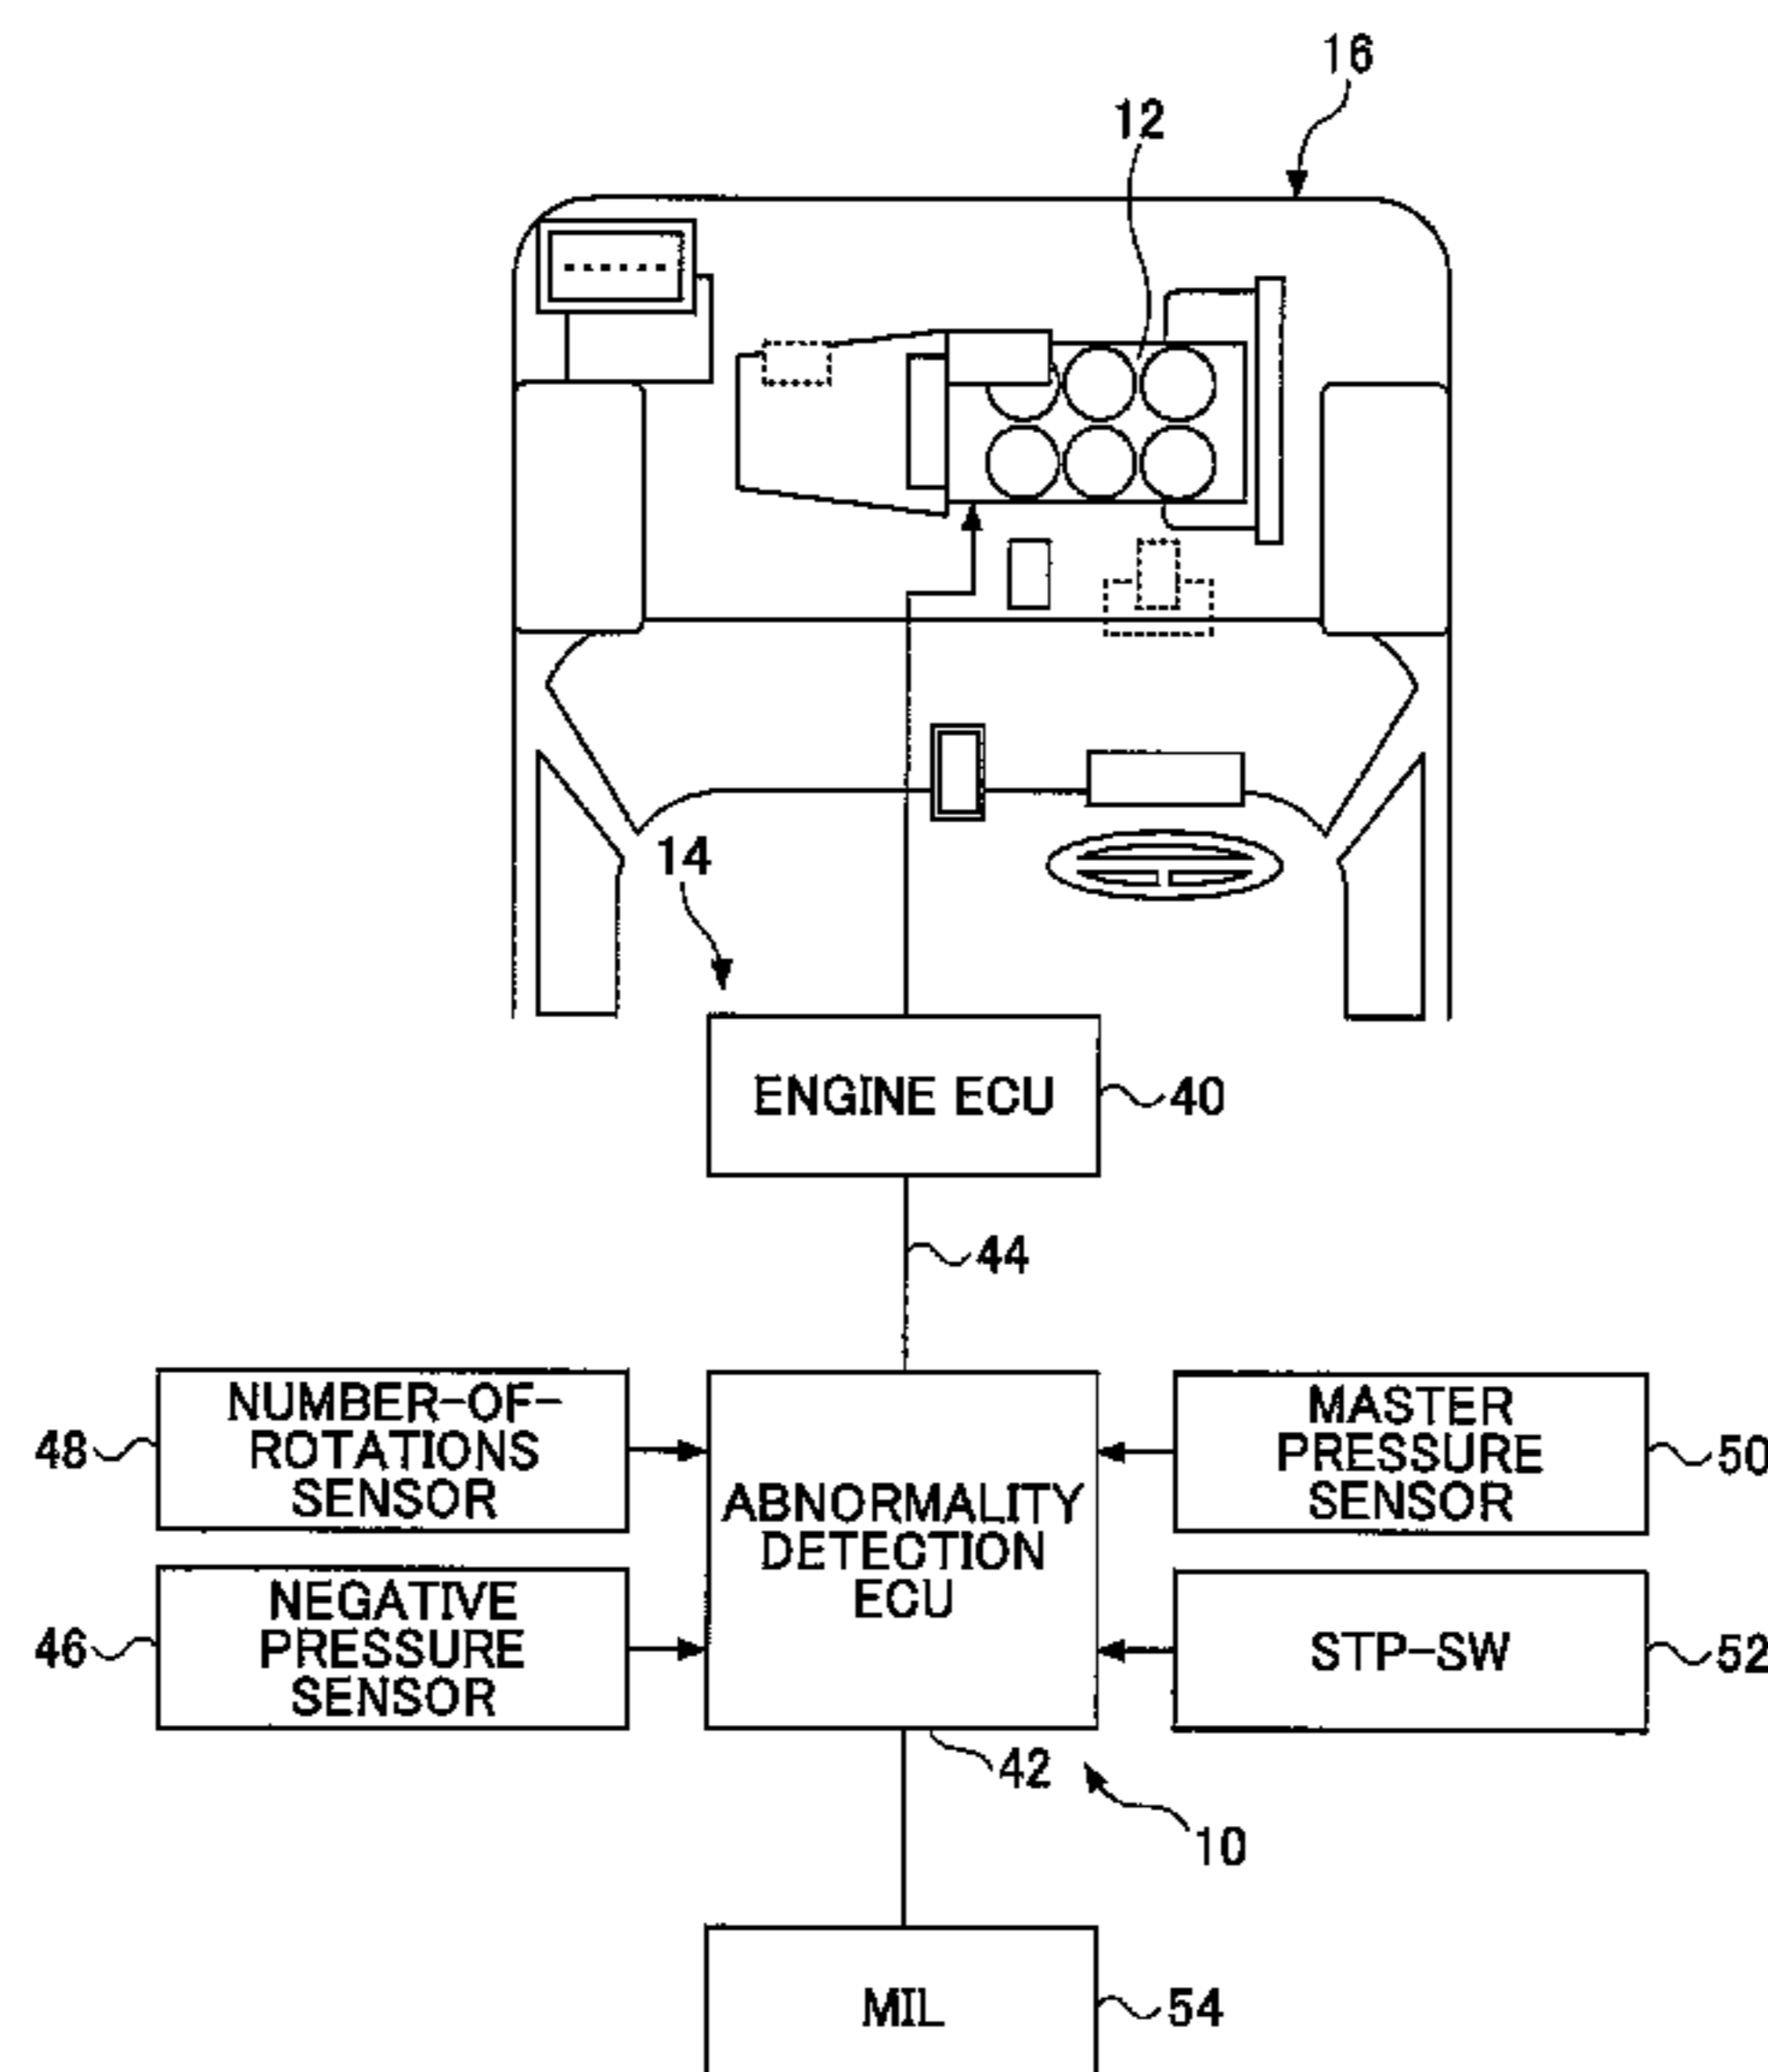 16
12
14
ENGINE ECU
40
44
NUMBER-OF-
ROTATIONS
SENSOR
48
MASTER
PRESSURE
SENSOR
50
ABNORMALITY
DETECTION
ECU
NEGATIVE
PRESSURE
SENSOR
46
STP-SW
52
42
10
MIL
54